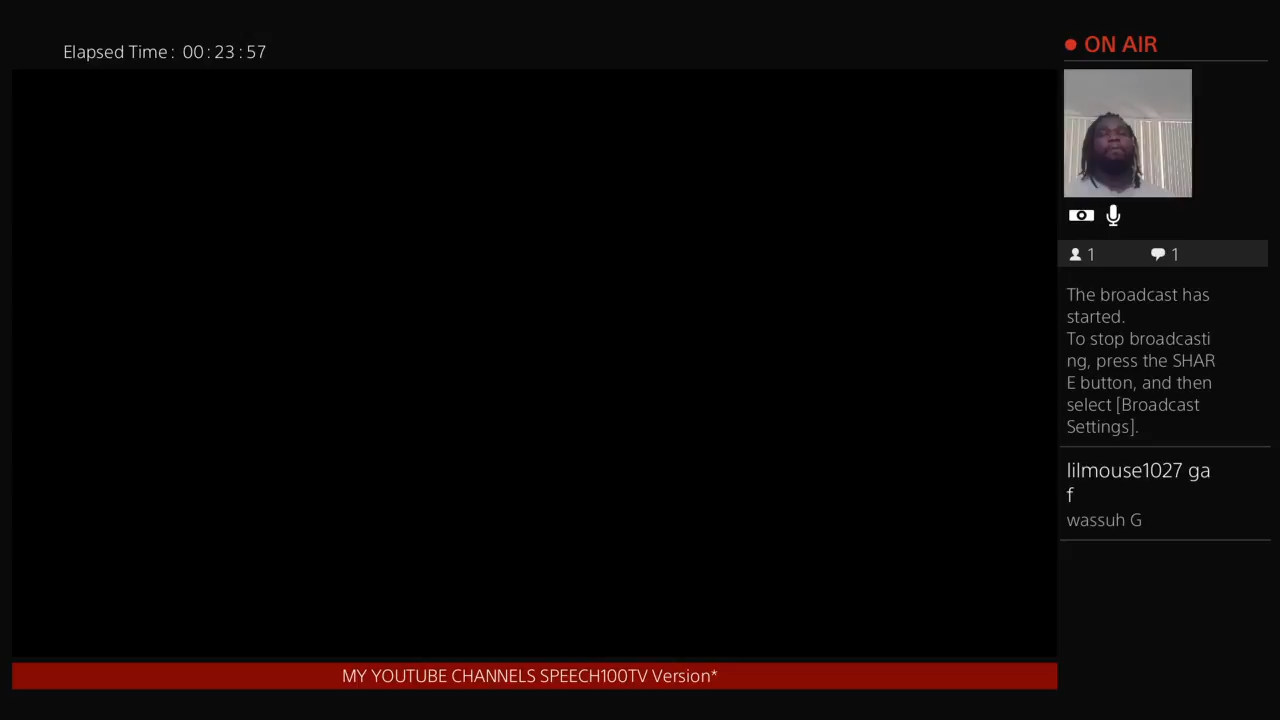 Elapsed Time: 00:23:57
ON AIR
1 1
The broadcast has
started.
To stop broadcasti
ng, press the SHAR
E button, and then
select [Broadcast
Settings].
lilmouse1027 ga
f
wassuh G
MY YOUTUBE CHANNELS SPEECH100TV Version*